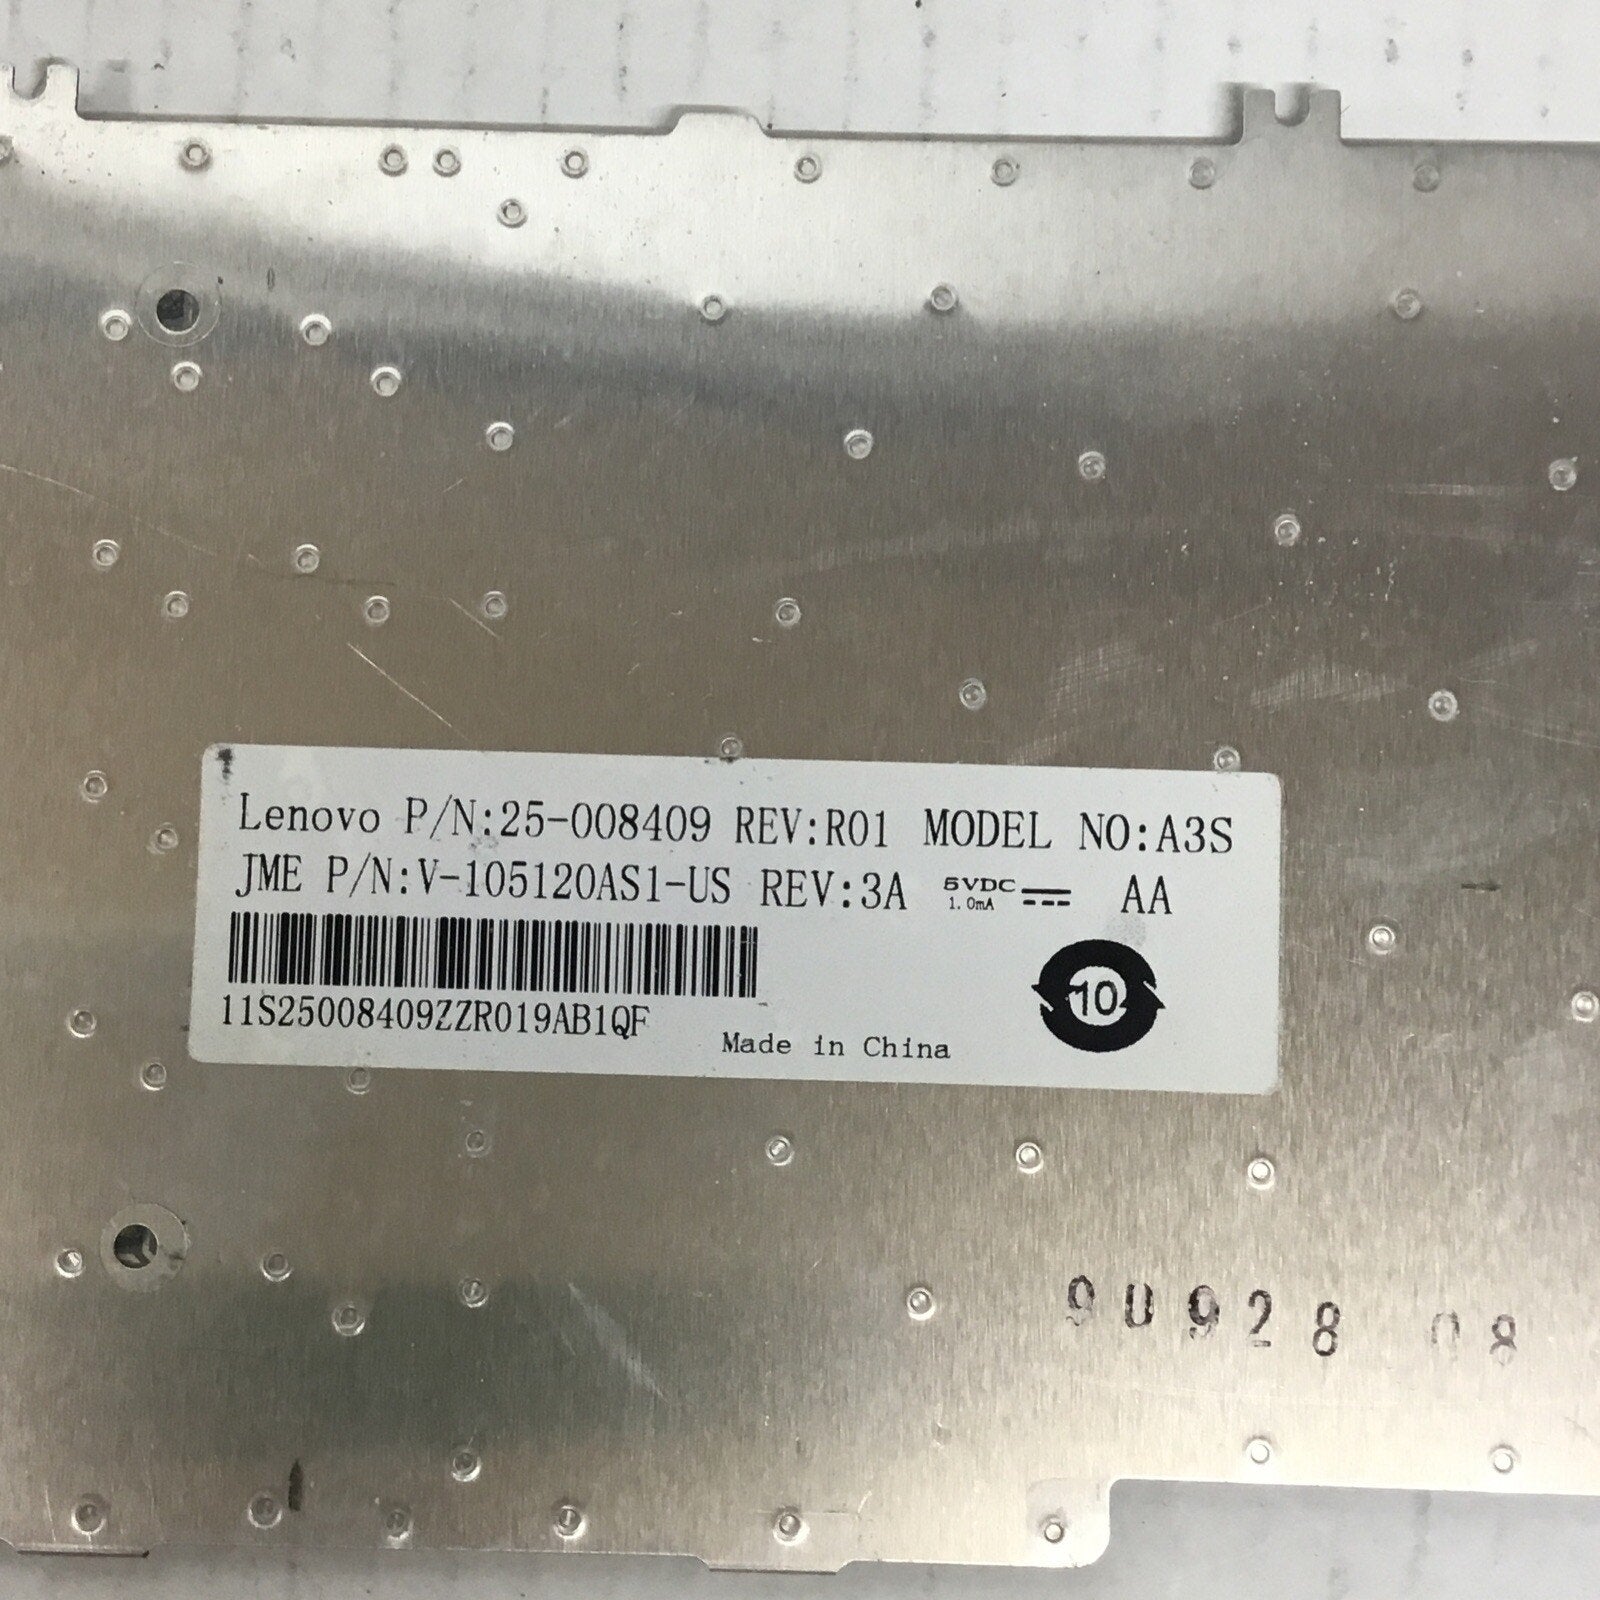 Lenovo P/N:25-008409 REV:R01 MODEL NO:A3S
JME P/N:V-105120AS1-US REV:3A 5VDC 1.0mA AA
11S25008409ZZR019AB1QF
10
Made in China
90928 08